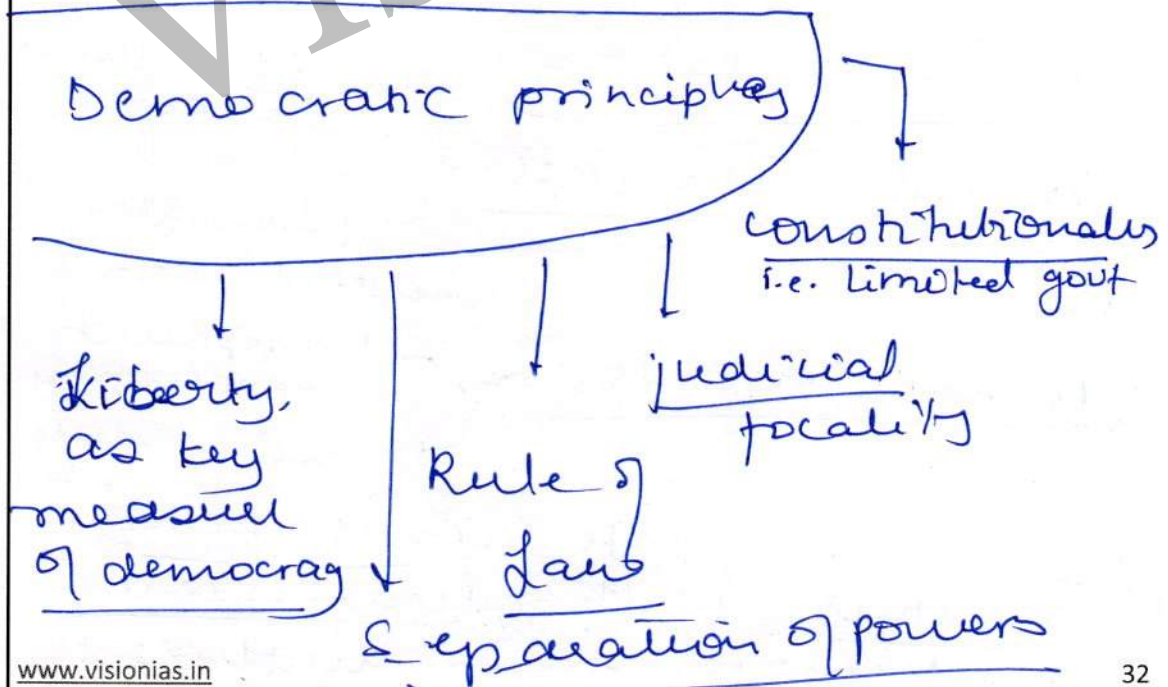 Democratic principles
constitutionalis
i.e. Limited govt
Liberty,
as key
measure
of democracy
Rule of
Law
judicial
Separation of powers
www.visionias.in
32